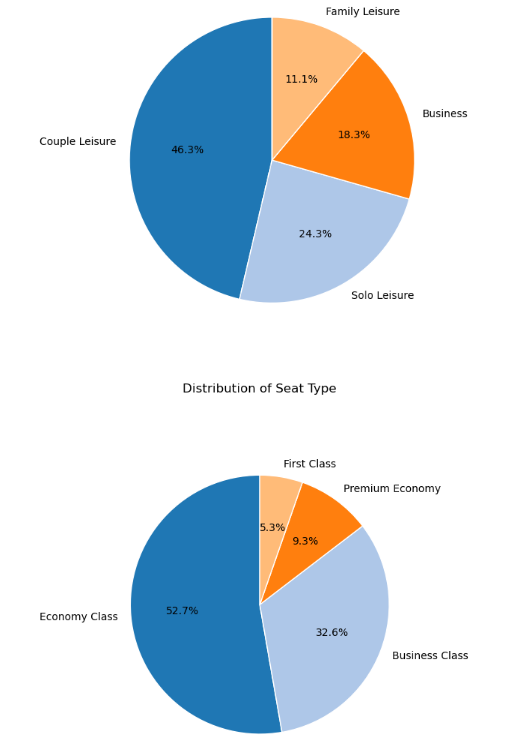 Family Leisure
11.1%
Business
18.3%
Couple Leisure
46.3%
24.3%
Solo Leisure
Distribution of Seat Type
First Class
Premium Economy
5.3%
9.3%
Economy Class
52.7%
32.6%
Business Class